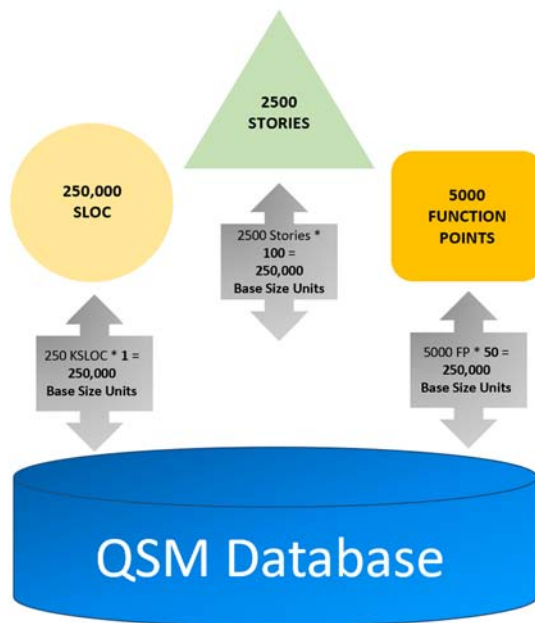 2500
STORIES
250,000
SLOC
5000
FUNCTION
POINTS
2500 Stories *
100 =
250,000
Base Size Units
250 KSLOC * 1 =
250,000
Base Size Units
5000 FP * 50 =
250,000
Base Size Units
QSM Database